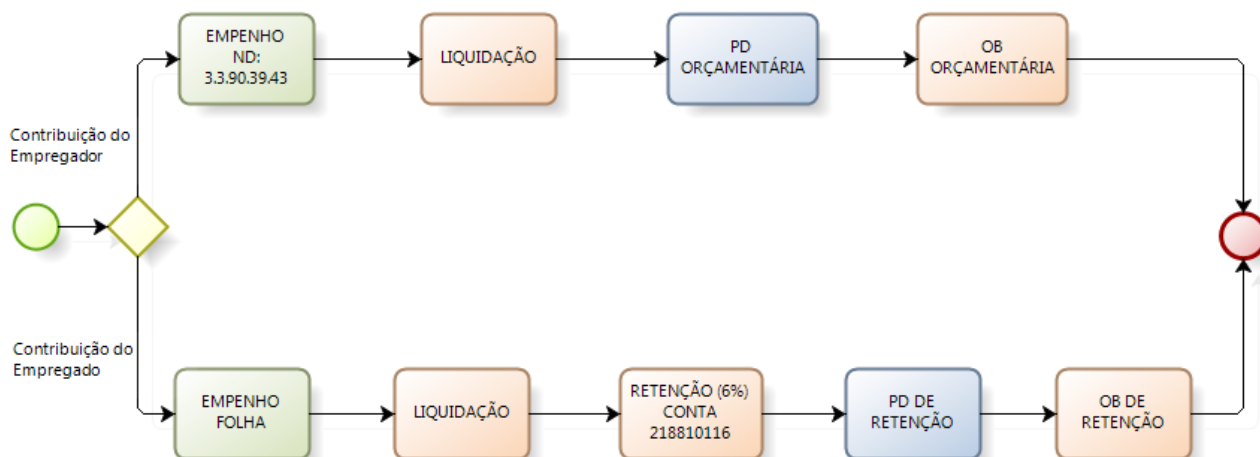 EMPENHO
ND:
3.3.90.39.43
LIQUIDAÇÃO
PD
ORÇAMENTÁRIA
OB
ORÇAMENTÁRIA
Contribuição do
Empregador
Contribuição do
Empregado
EMPENHO
FOLHA
LIQUIDAÇÃO
RETENÇÃO (6%)
CONTA
218810116
PD DE
RETENÇÃO
OB DE
RETENÇÃO